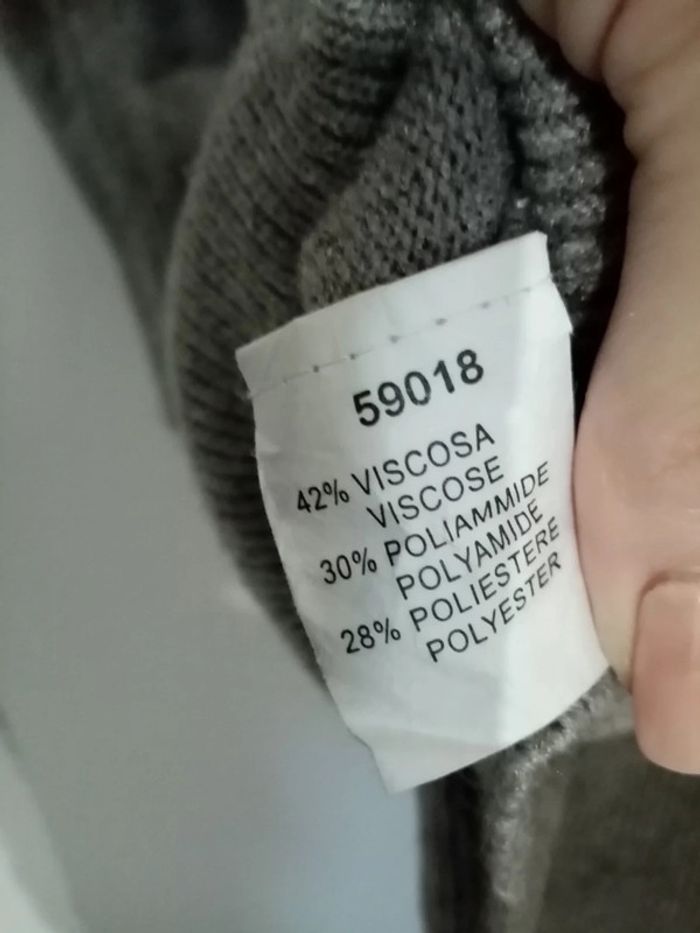 59018
42% VISCOSA
VISCOSE
30% POLIAMMIDE
POLYAMIDE
28% POLIESTERE
POLYESTER